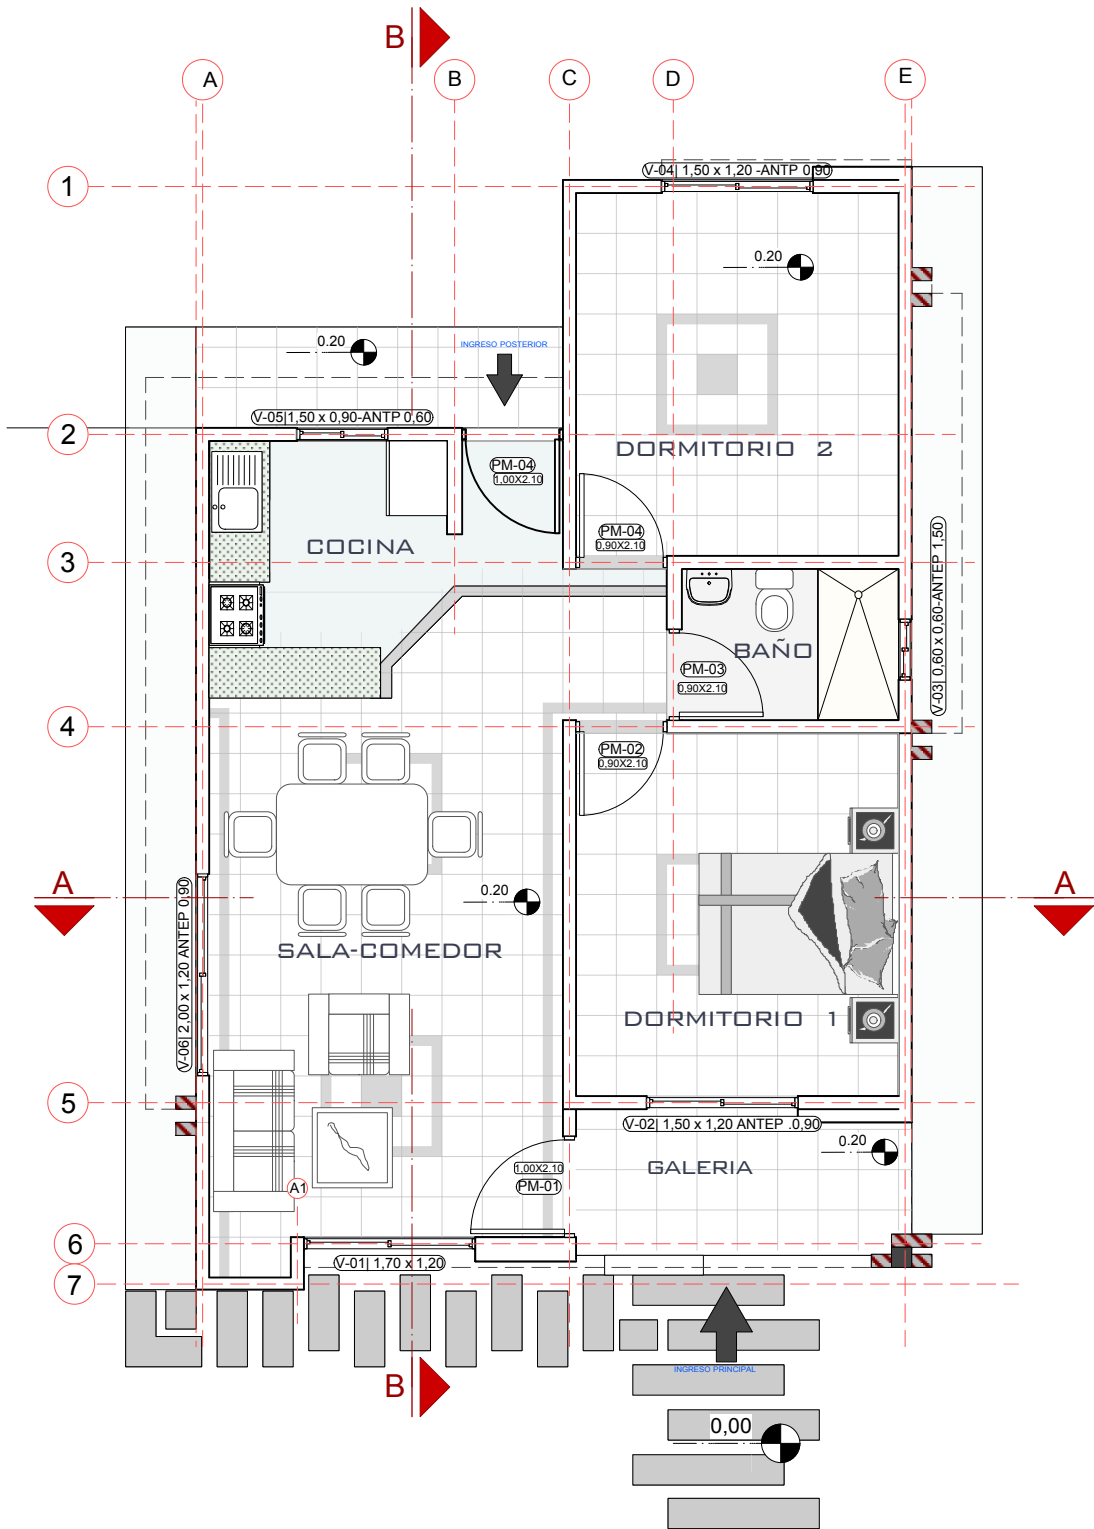 B
A
B
C
D
E
1
V-04| 1,50 x 1,20 -ANTP 0,90
0.20
0.20
INGRESO POSTERIOR
V-05|1,50 x 0,90-ANTP 0,60
2
DORMITORIO 2
PM-04
1,00X2.10
PM-04
0,90X2.10
COCINA
3
V-03| 0,60 x 0,60-ANTEP 1,50
BAÑO
PM-03
0,90X2.10
4
PM-02
0,90X2.10
A
A
0.20
V-06| 2,00 x 1,20 ANTEP 0,90
SALA-COMEDOR
DORMITORIO 1
5
V-02| 1,50 x 1,20 ANTEP .0,90
0.20
GALERIA
1,00X2.10
PM-01
A1
6
V-01| 1,70 x 1,20
7
INGRESO PRINCIPAL
B
0,00